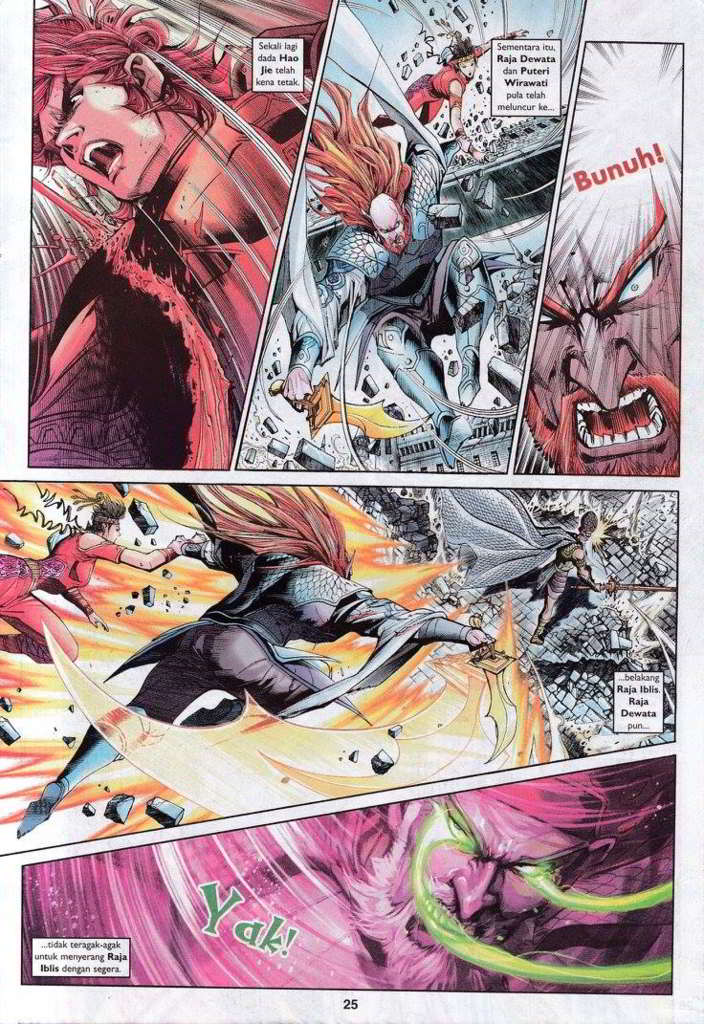 Sekali lagi
dada Hao
Jie telah
kena tetak.
Sementara itu,
Raja Dewata
dan Puteri
Wirawati
pula telah
meluncur ke...
Bunuh!
...belakang
Raja Iblis.
Raja
Dewata
pun...
Yak!
...tidak teragak-agak
untuk menyerang Raja
Iblis dengan segera.
25